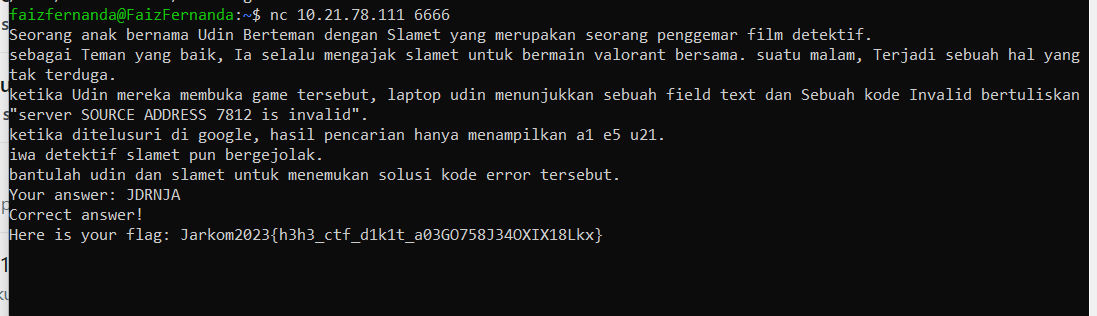 faizfernanda@FaizFernanda:~$ nc 10.21.78.111 6666
Seorang anak bernama Udin Berteman dengan Slamet yang merupakan seorang penggemar film detektif.
sebagai Teman yang baik, Ia selalu mengajak slamet untuk bermain valorant bersama. suatu malam, Terjadi sebuah hal yang
tak terduga.
ketika Udin mereka membuka game tersebut, laptop udin menunjukkan sebuah field text dan Sebuah kode Invalid bertuliskan
"server SOURCE ADDRESS 7812 is invalid".
ketika ditelusuri di google, hasil pencarian hanya menampilkan a1 e5 u21.
iwa detektif slamet pun bergejolak.
bantulah udin dan slamet untuk menemukan solusi kode error tersebut.
Your answer: JDRNJA
Correct answer!
Here is your flag: Jarkom2023{h3h3_ctf_d1k1t_a03GO758J34OXIX18Lkx}